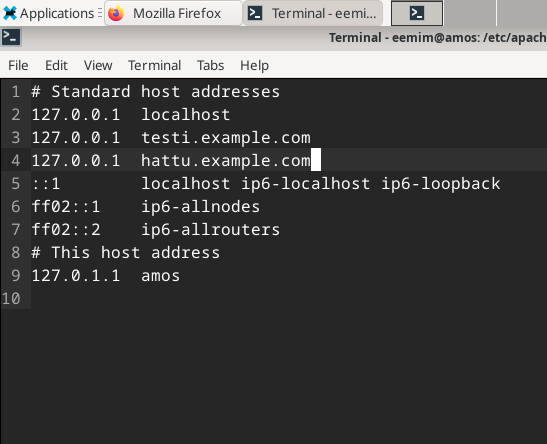 Applications
Mozilla Firefox
Terminal - eemi...
Terminal - eemim@amos: /etc/apach
File Edit View Terminal Tabs Help
1 # Standard host addresses
2 127.0.0.1 localhost
3 127.0.0.1 testi.example.com
4 127.0.0.1 hattu.example.com
5 ::1 localhost ip6-localhost ip6-loopback
6 ff02::1 ip6-allnodes
7 ff02::2 ip6-allrouters
8 # This host address
9 127.0.1.1 amos
10